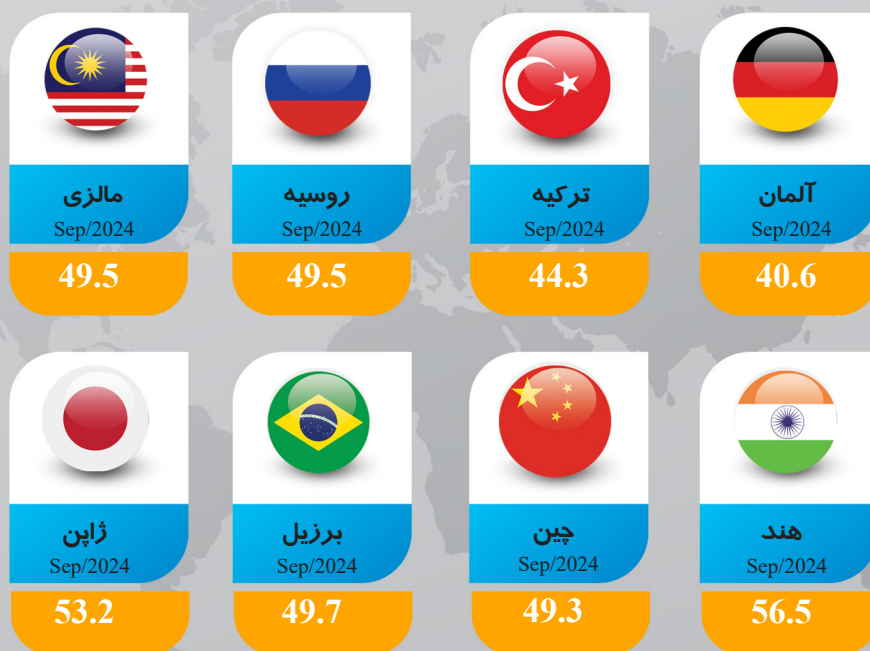 آلمان
Sep/2024
40.6
ترکیه
Sep/2024
44.3
روسیه
Sep/2024
49.5
مالزی
Sep/2024
49.5
هند
Sep/2024
56.5
چین
Sep/2024
49.3
برزیل
Sep/2024
49.7
ژاپن
Sep/2024
53.2